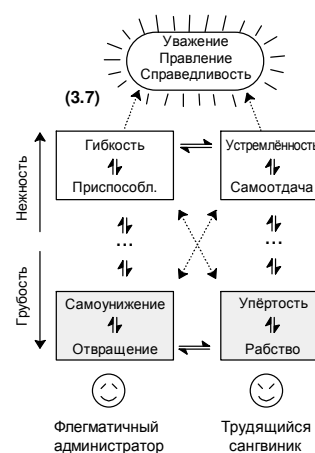 Уважение
Правление
Справедливость
(3.7)
Нежность
Гибкость
Приспособл.
Устремлённость
Самоотдача
...
...
Грубость
Самоунижение
Отвращение
Упёртость
Рабство
Флегматичный
администратор
Трудящийся
сангвиник